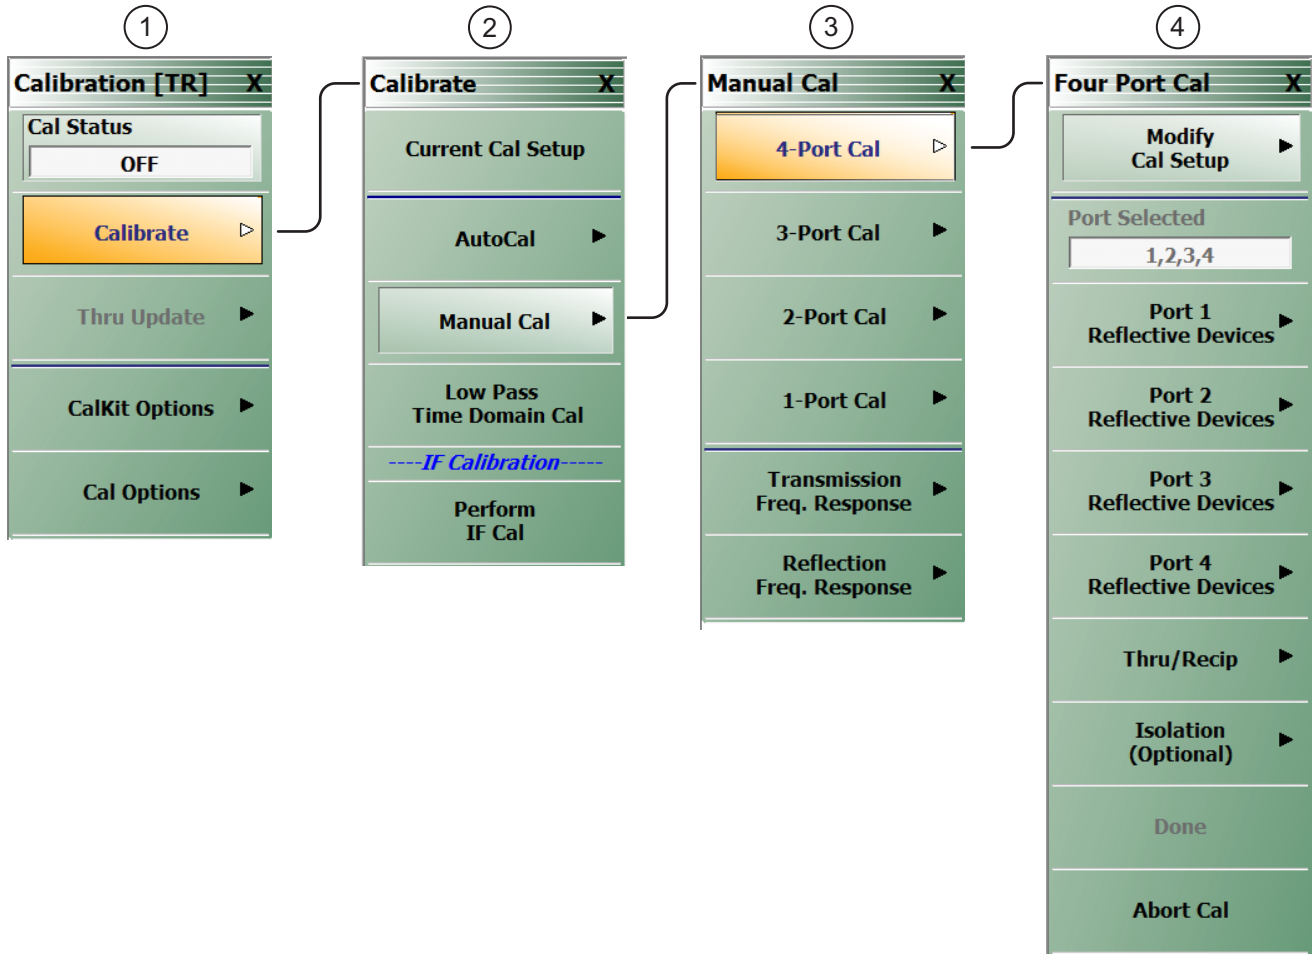 1
Calibration [TR] X
Cal Status
OFF
Calibrate
Thru Update
CalKit Options
Cal Options
2
Calibrate X
Current Cal Setup
AutoCal
Manual Cal
Low Pass
Time Domain Cal
----IF Calibration-----
Perform
IF Cal
3
Manual Cal X
4-Port Cal
3-Port Cal
2-Port Cal
1-Port Cal
Transmission
Freq. Response
Reflection
Freq. Response
4
Four Port Cal X
Modify
Cal Setup
Port Selected
1,2,3,4
Port 1
Reflective Devices
Port 2
Reflective Devices
Port 3
Reflective Devices
Port 4
Reflective Devices
Thru/Recip
Isolation
(Optional)
Done
Abort Cal